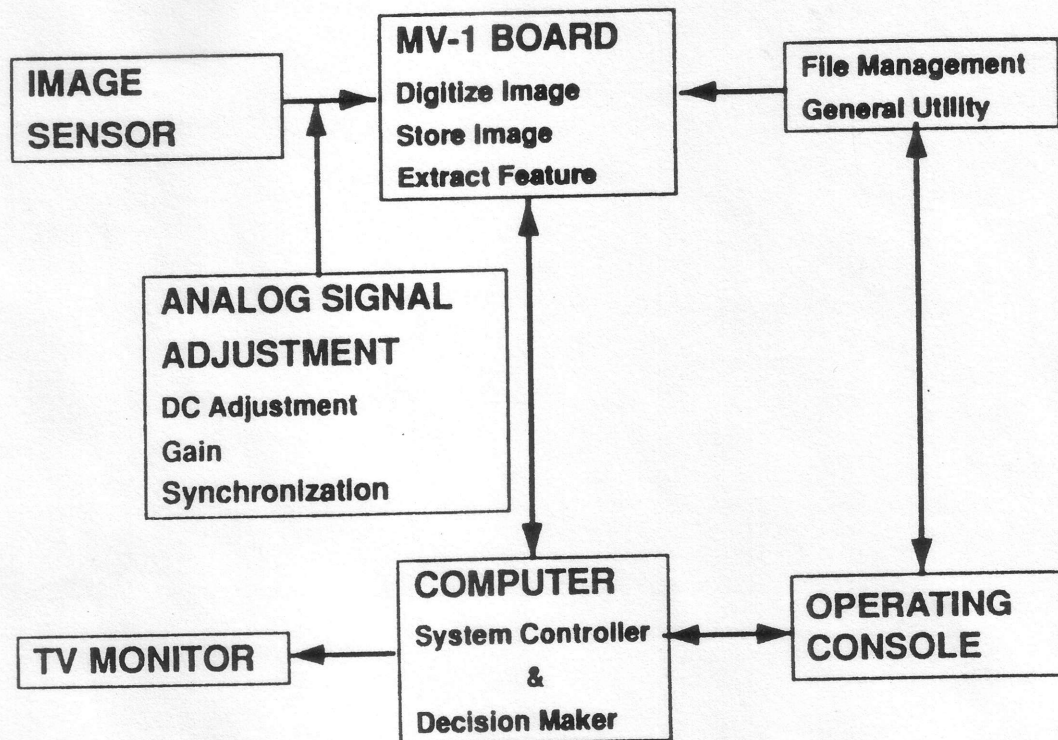 IMAGE
SENSOR
MV-1 BOARD
Digitize Image
Store Image
Extract Feature
File Management
General Utility
ANALOG SIGNAL
ADJUSTMENT
DC Adjustment
Gain
Synchronization
TV MONITOR
COMPUTER
System Controller
&
Decision Maker
OPERATING
CONSOLE